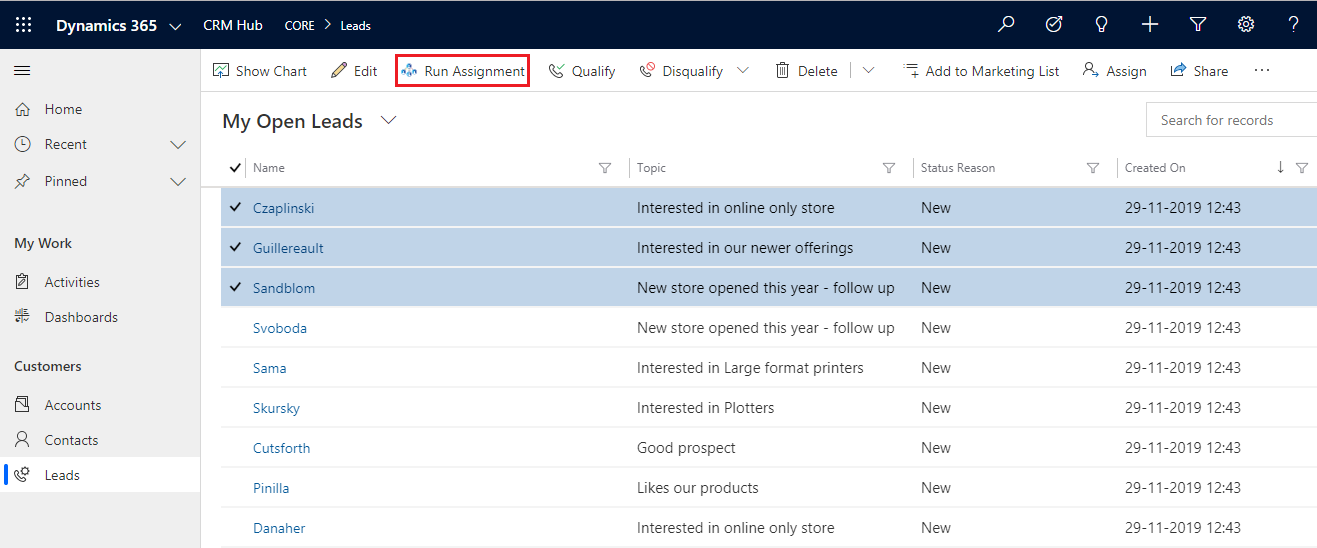 Dynamics 365 CRM Hub CORE > Leads ?
Show Chart Edit Run Assignment Qualify Disqualify Delete Add to Marketing List Assign Share ...
Home
Recent
Pinned
My Work
Activities
Dashboards
Customers
Accounts
Contacts
Leads
My Open Leads Search for records
Name Topic Status Reason Created On
Czaplinski Interested in online only store New 29-11-2019 12:43
Guillereault Interested in our newer offerings New 29-11-2019 12:43
Sandblom New store opened this year - follow up New 29-11-2019 12:43
Svoboda New store opened this year - follow up New 29-11-2019 12:43
Sama Interested in Large format printers New 29-11-2019 12:43
Skursky Interested in Plotters New 29-11-2019 12:43
Cutsforth Good prospect New 29-11-2019 12:43
Pinilla Likes our products New 29-11-2019 12:43
Danaher Interested in online only store New 29-11-2019 12:43